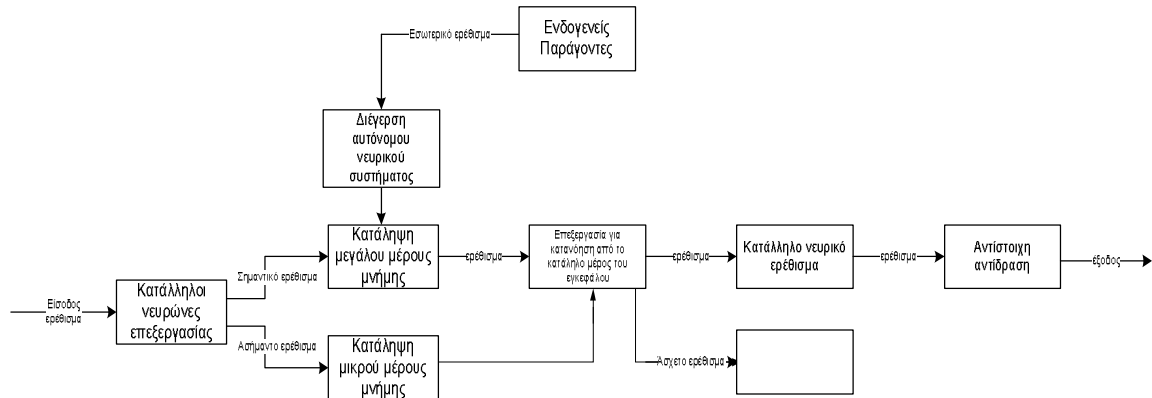 Ενδογενείς
Παράγοντες
Εσωτερικό ερέθισμα
Διέγερση
αυτόνομου
νευρικού
συστήματος
Είσοδος
ερέθισμα
Κατάλληλοι
νευρώνες
επεξεργασίας
Σημαντικό ερέθισμα
Ασήμαντο ερέθισμα
Κατάληψη
μεγάλου μέρους
μνήμης
Κατάληψη
μικρού μέρους
μνήμης
ερέθισμα
Επεξεργασία για
κατανόηση από το
κατάληλο μέρος του
εγκεφάλου
ερέθισμα
Άσχετο ερέθισμα
Κατάλληλο νευρικό
ερέθισμα
ερέθισμα
Αντίστοιχη
αντίδραση
έξοδος